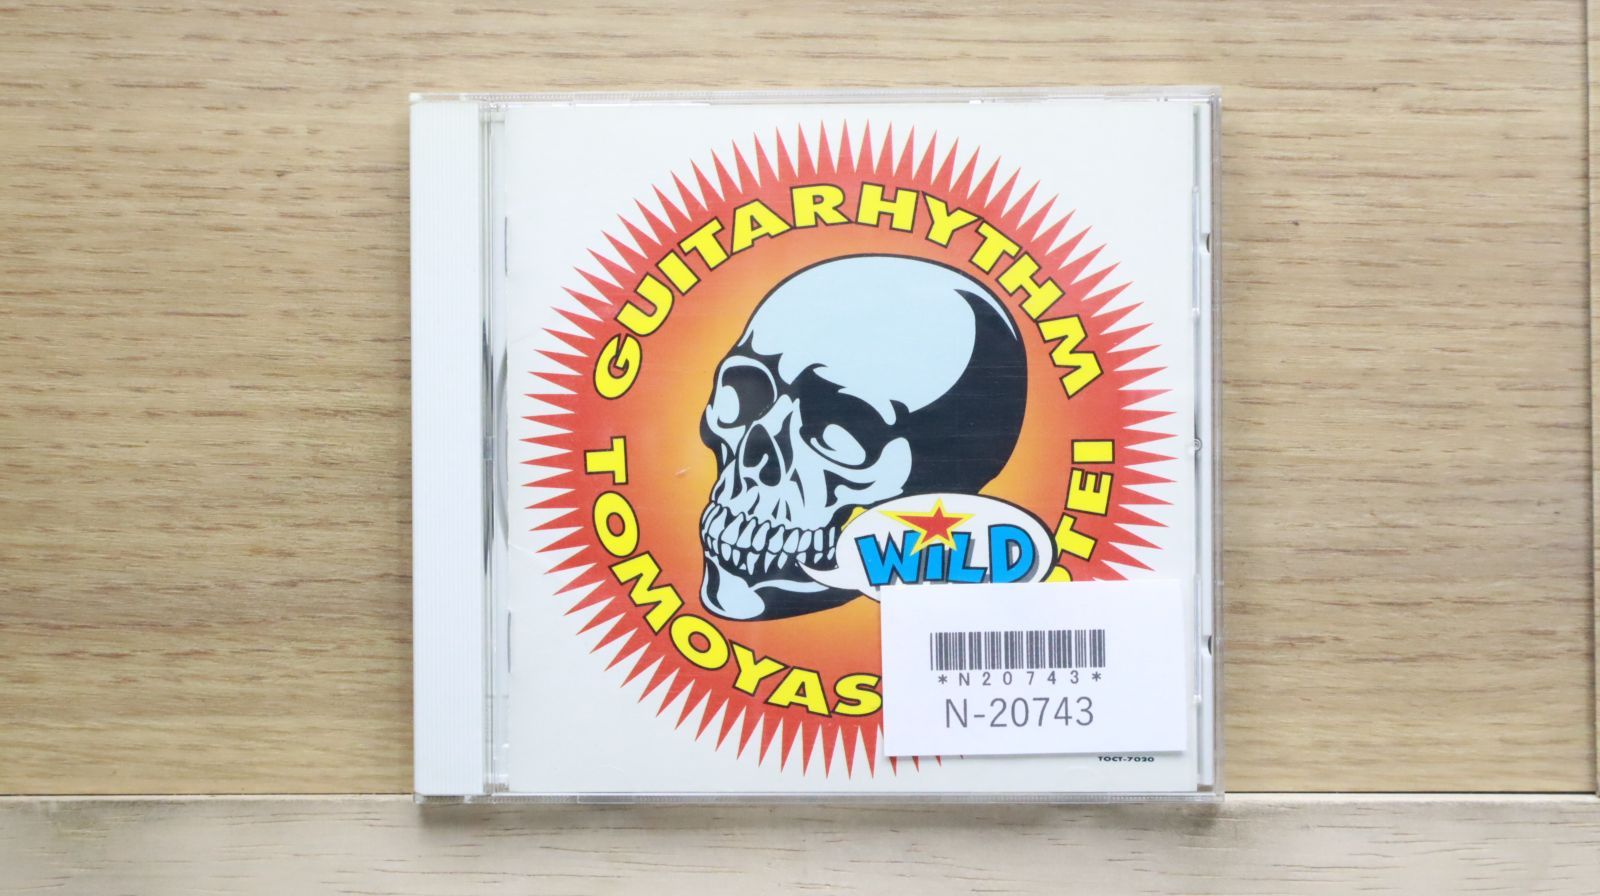 GUITARHYTHM
WiLD
TOMOYAS
TEI
*N20743*
N-20743
TOCT-7020